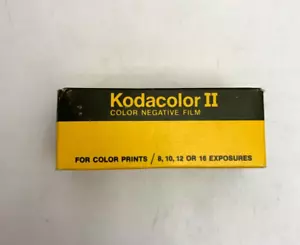 Kodacolor II
COLOR NEGATIVE FILM
FOR COLOR PRINTS / 8, 10, 12 OR 16 EXPOSURES